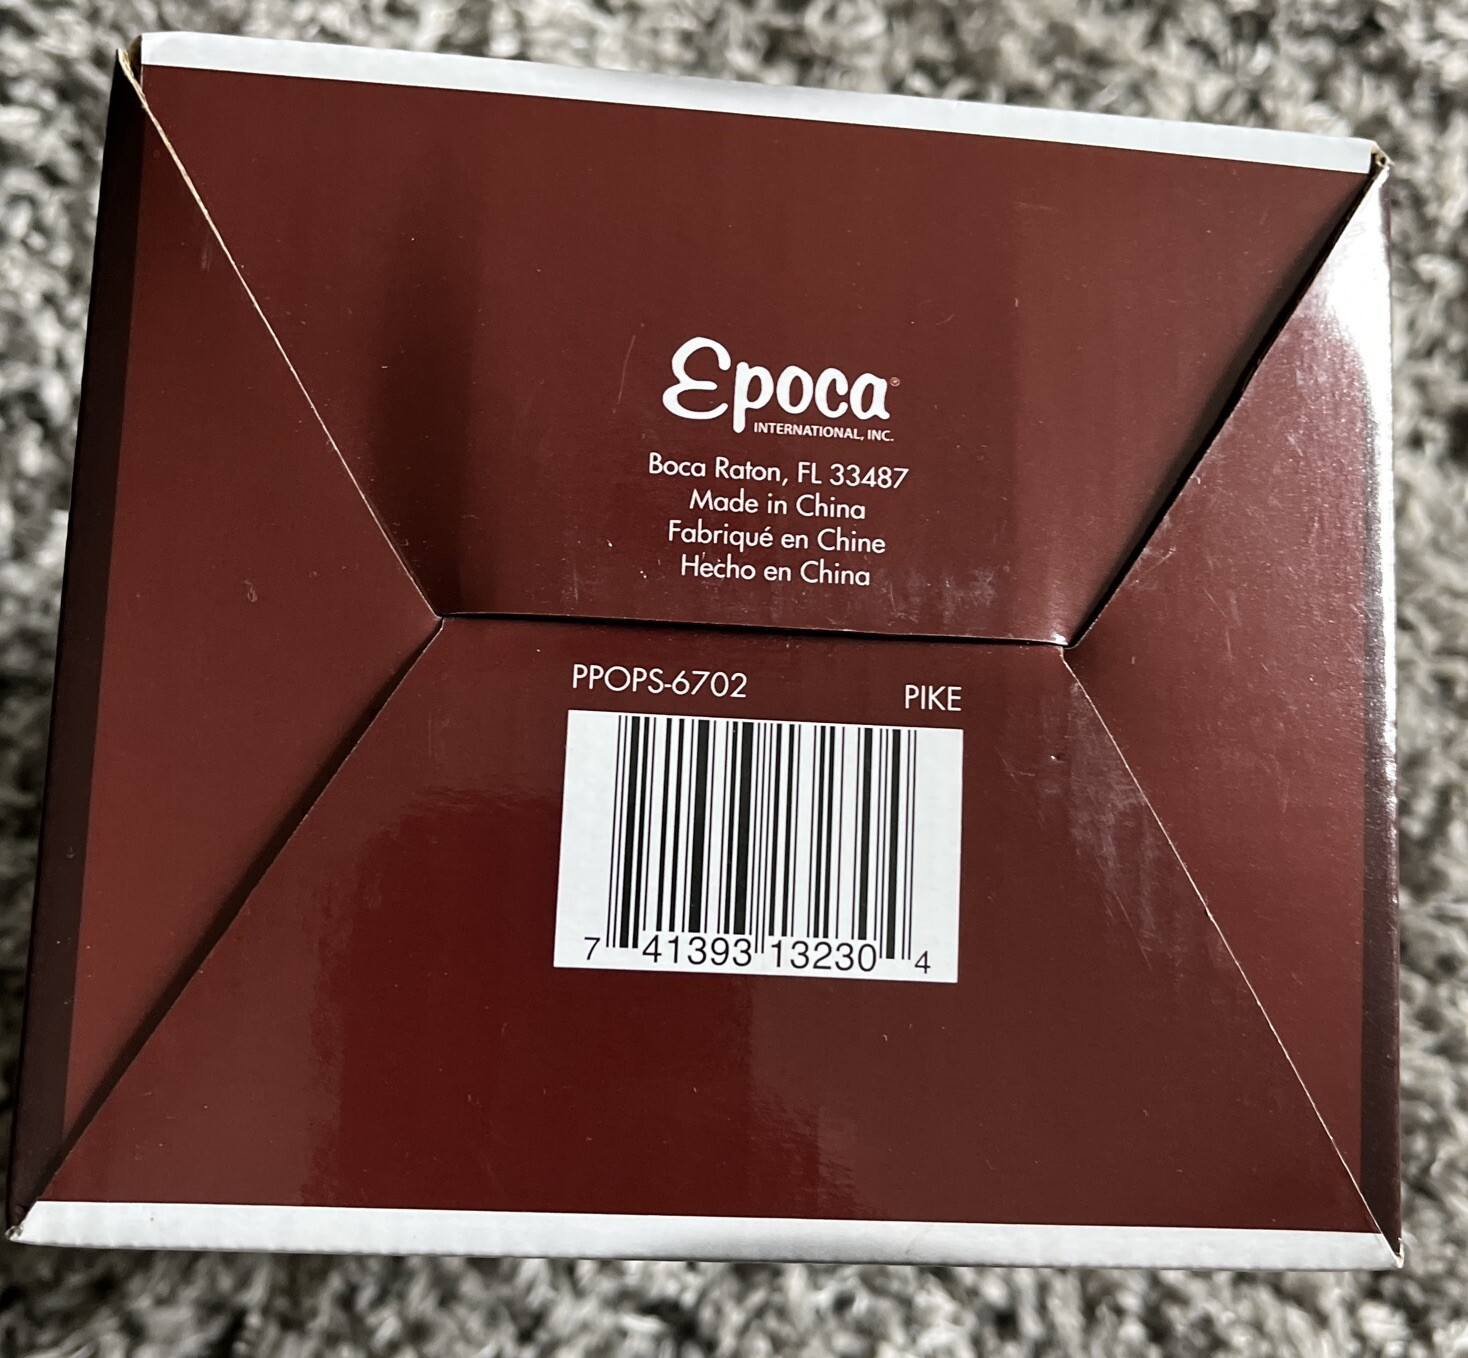 Epoca®
INTERNATIONAL, INC.
Boca Raton, FL 33487
Made in China
Fabriqué en Chine
Hecho en China
PPOPS-6702 PIKE
7 41393 13230 4